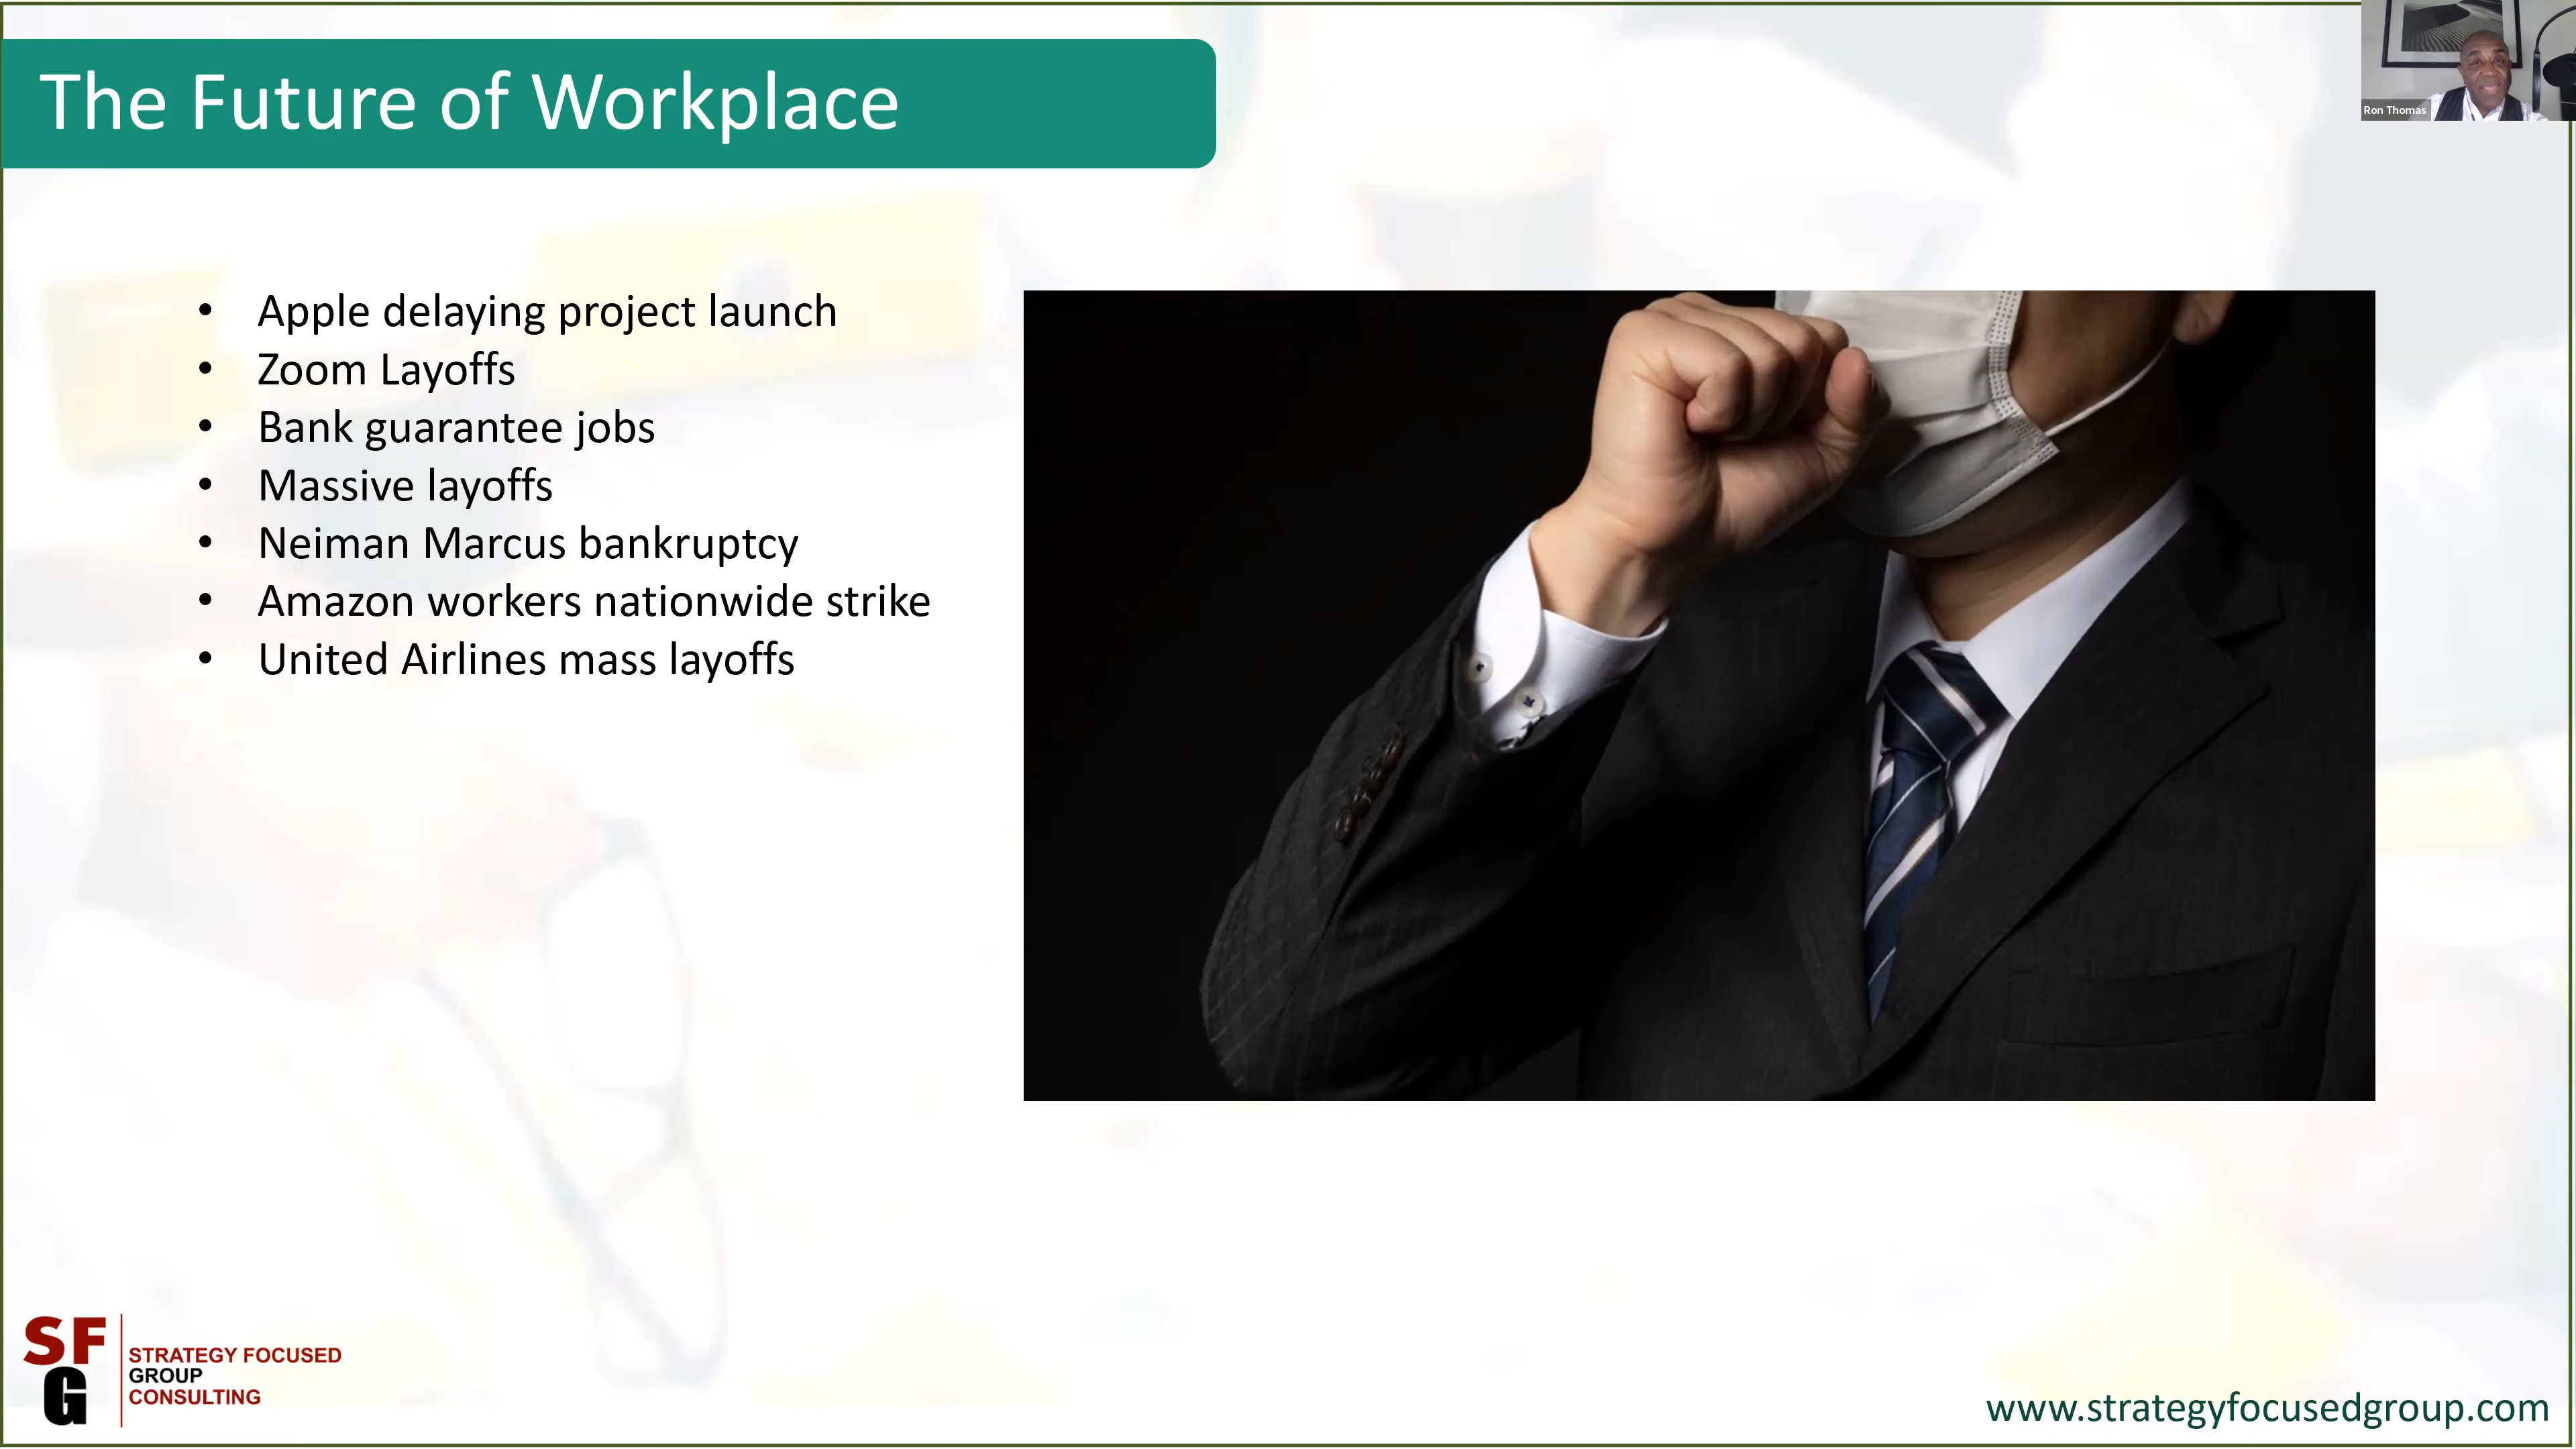 The Future of Workplace
Ron Thomas
• Apple delaying project launch
• Zoom Layoffs
• Bank guarantee jobs
• Massive layoffs
• Neiman Marcus bankruptcy
• Amazon workers nationwide strike
• United Airlines mass layoffs
SFG
STRATEGY FOCUSED
GROUP
CONSULTING
www.strategyfocusedgroup.com